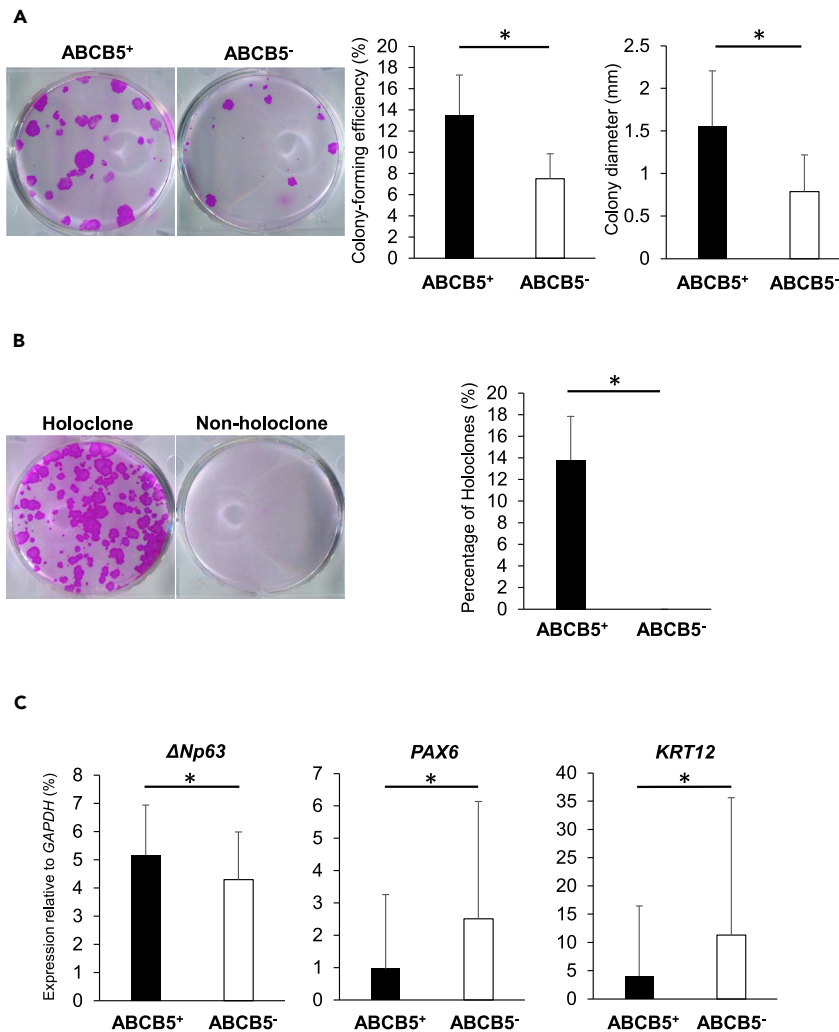 A
ABCB5⁺
ABCB5⁻
Colony-forming efficiency (%)
20
18
16
14
12
10
8
6
4
2
0
*
ABCB5⁺
ABCB5⁻
Colony diameter (mm)
2.5
2
1.5
1
0.5
0
*
ABCB5⁺
ABCB5⁻
B
Holoclone
Non-holoclone
Percentage of Holoclones (%)
20
18
16
14
12
10
8
6
4
2
0
*
ABCB5⁺
ABCB5⁻
C
ΔNp63
Expression relative to GAPDH (%)
8
7
6
5
4
3
2
1
0
*
ABCB5⁺
ABCB5⁻
PAX6
7
6
5
4
3
2
1
0
*
ABCB5⁺
ABCB5⁻
KRT12
40
35
30
25
20
15
10
5
0
*
ABCB5⁺
ABCB5⁻